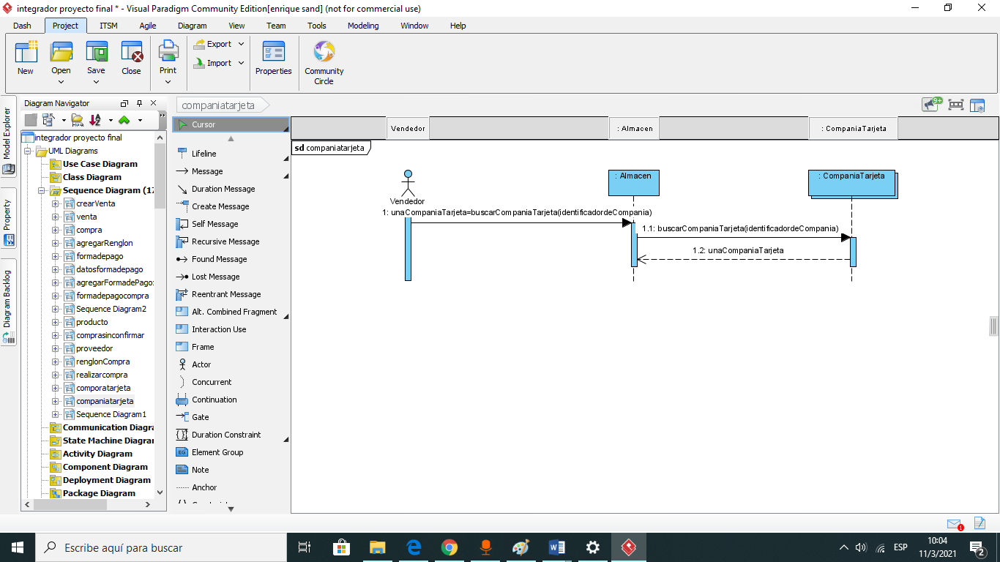 integrador proyecto final * - Visual Paradigm Community Edition[enrique sand] (not for commercial use)
Dash Project ITSM Agile Diagram View Team Tools Modeling Window Help
New Open Save Close Print Export Import Properties Community Circle
Model Explorer
Property
Diagram Backlog
Diagram Navigator
integrador proyecto final
UML Diagrams
Use Case Diagram
Class Diagram
Sequence Diagram (17
crearVenta
venta
compra
agregarRenglon
formadepago
datosformadepago
agregarFormadePago
formadepagocompra
Sequence Diagram2
producto
comprasinconfirmar
proveedor
renglonCompra
realizarcompra
comporatarjeta
companiatarjeta
Sequence Diagram1
Communication Diagra
State Machine Diagram
Activity Diagram
Component Diagram
Deployment Diagram
Package Diagram
companiatarjeta
9+
Cursor
Lifeline
Message
Duration Message
Create Message
Self Message
Recursive Message
Found Message
Lost Message
Reentrant Message
Alt. Combined Fragment
Interaction Use
Frame
Actor
Concurrent
Continuation
Gate
Duration Constraint
EG Element Group
Note
Anchor
Vendedor : Almacen : CompaniaTarjeta
sd companiatarjeta
: Almacen : CompaniaTarjeta
Vendedor
1: unaCompaniaTarjeta=buscarCompaniaTarjeta(identificadordeCompania)
1.1: buscarCompaniaTarjeta(identificadordeCompania)
1.2: unaCompaniaTarjeta
1
Escribe aquí para buscar
ESP
10:04
11/3/2021
2